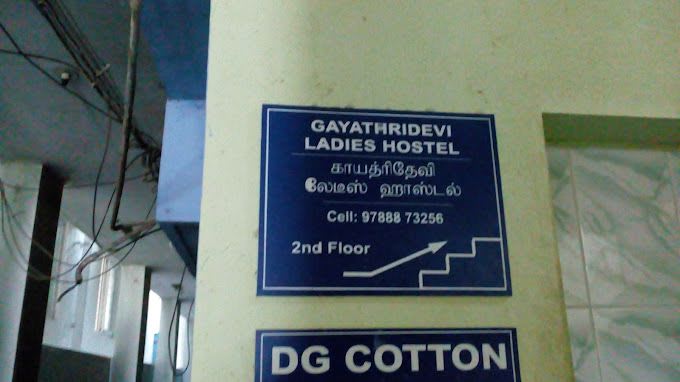 GAYATHRIDEVI
LADIES HOSTEL
காயத்ரிதேவி
லேடீஸ் ஹாஸ்டல்
Cell: 97888 73256
2nd Floor
DG COTTON